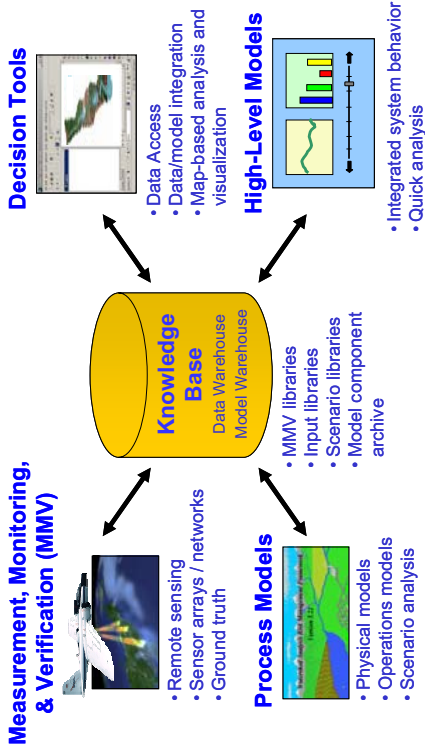 Measurement, Monitoring,
& Verification (MMV)
• Remote sensing
• Sensor arrays / networks
• Ground truth
Decision Tools
• Data Access
• Data/model integration
• Map-based analysis and
visualization
Knowledge
Base
Data Warehouse
Model Warehouse
• MMV libraries
• Input libraries
• Scenario libraries
• Model component
archive
Process Models
• Physical models
• Operations models
• Scenario analysis
High-Level Models
• Integrated system behavior
• Quick analysis